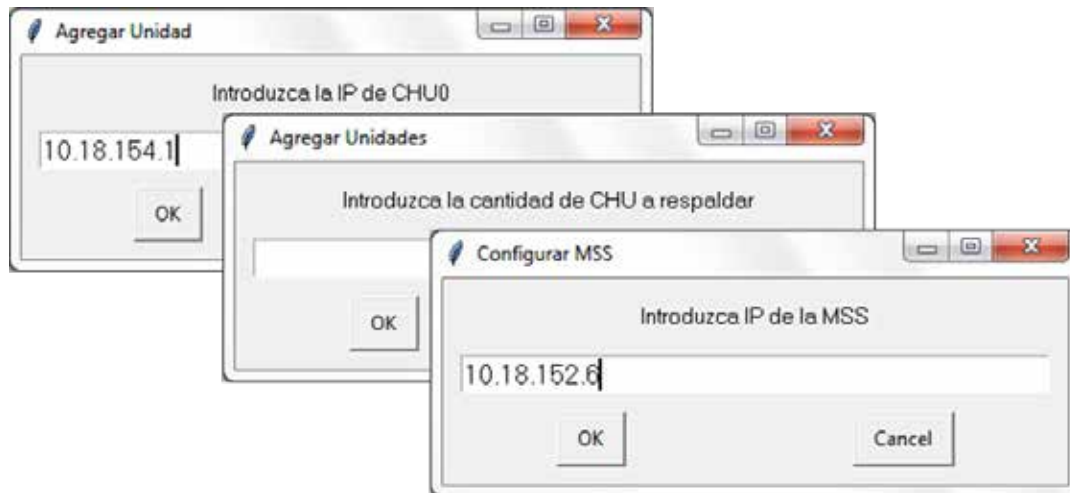 Agregar Unidad
Introduzca la IP de CHU0
10.18.154.1
OK
Agregar Unidades
Introduzca la cantidad de CHU a respaldar
OK
Configurar MSS
Introduzca IP de la MSS
10.18.152.6
OK
Cancel